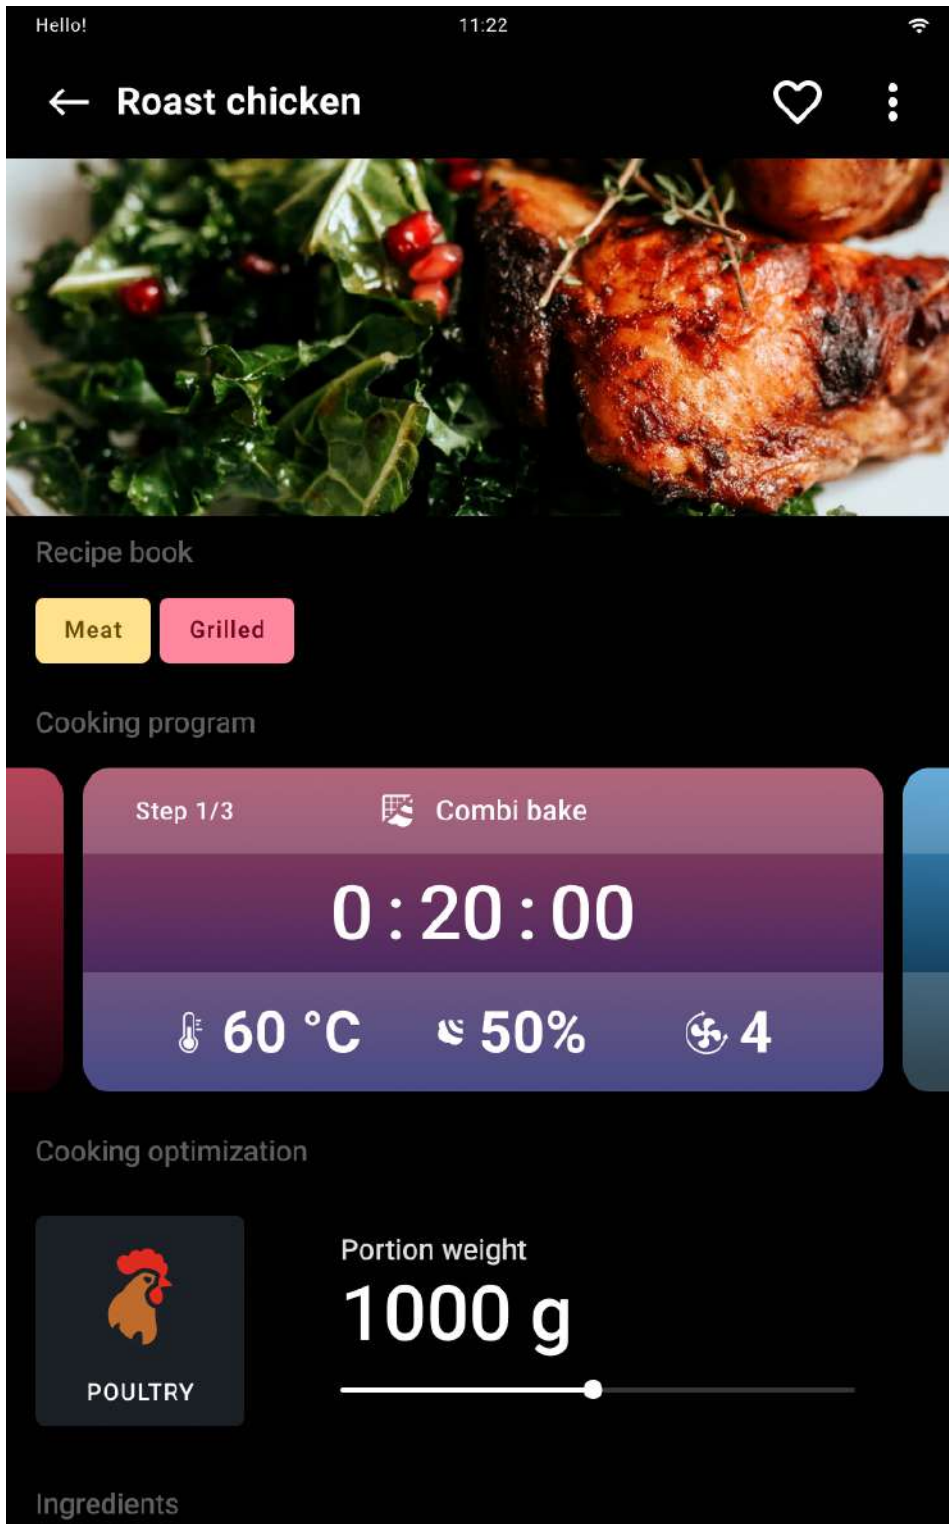 Hello! 11:22
Roast chicken
Recipe book
Meat Grilled
Cooking program
Step 1/3 Combi bake
0 : 20 : 00
60 °C 50% 4
Cooking optimization
Portion weight
1000 g
POULTRY
Ingredients